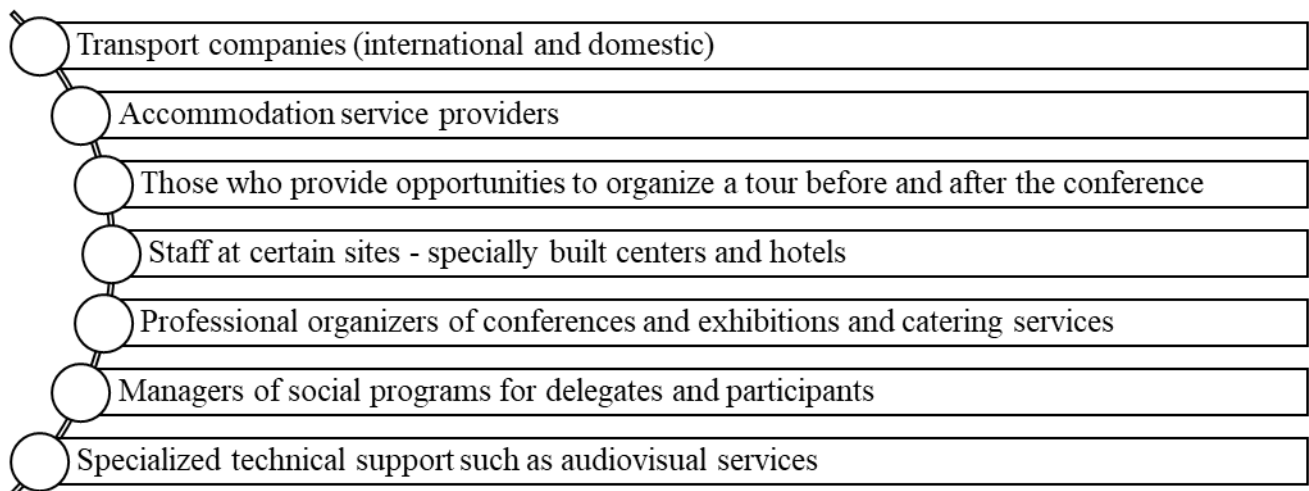 Transport companies (international and domestic)
Accommodation service providers
Those who provide opportunities to organize a tour before and after the conference
Staff at certain sites - specially built centers and hotels
Professional organizers of conferences and exhibitions and catering services
Managers of social programs for delegates and participants
Specialized technical support such as audiovisual services